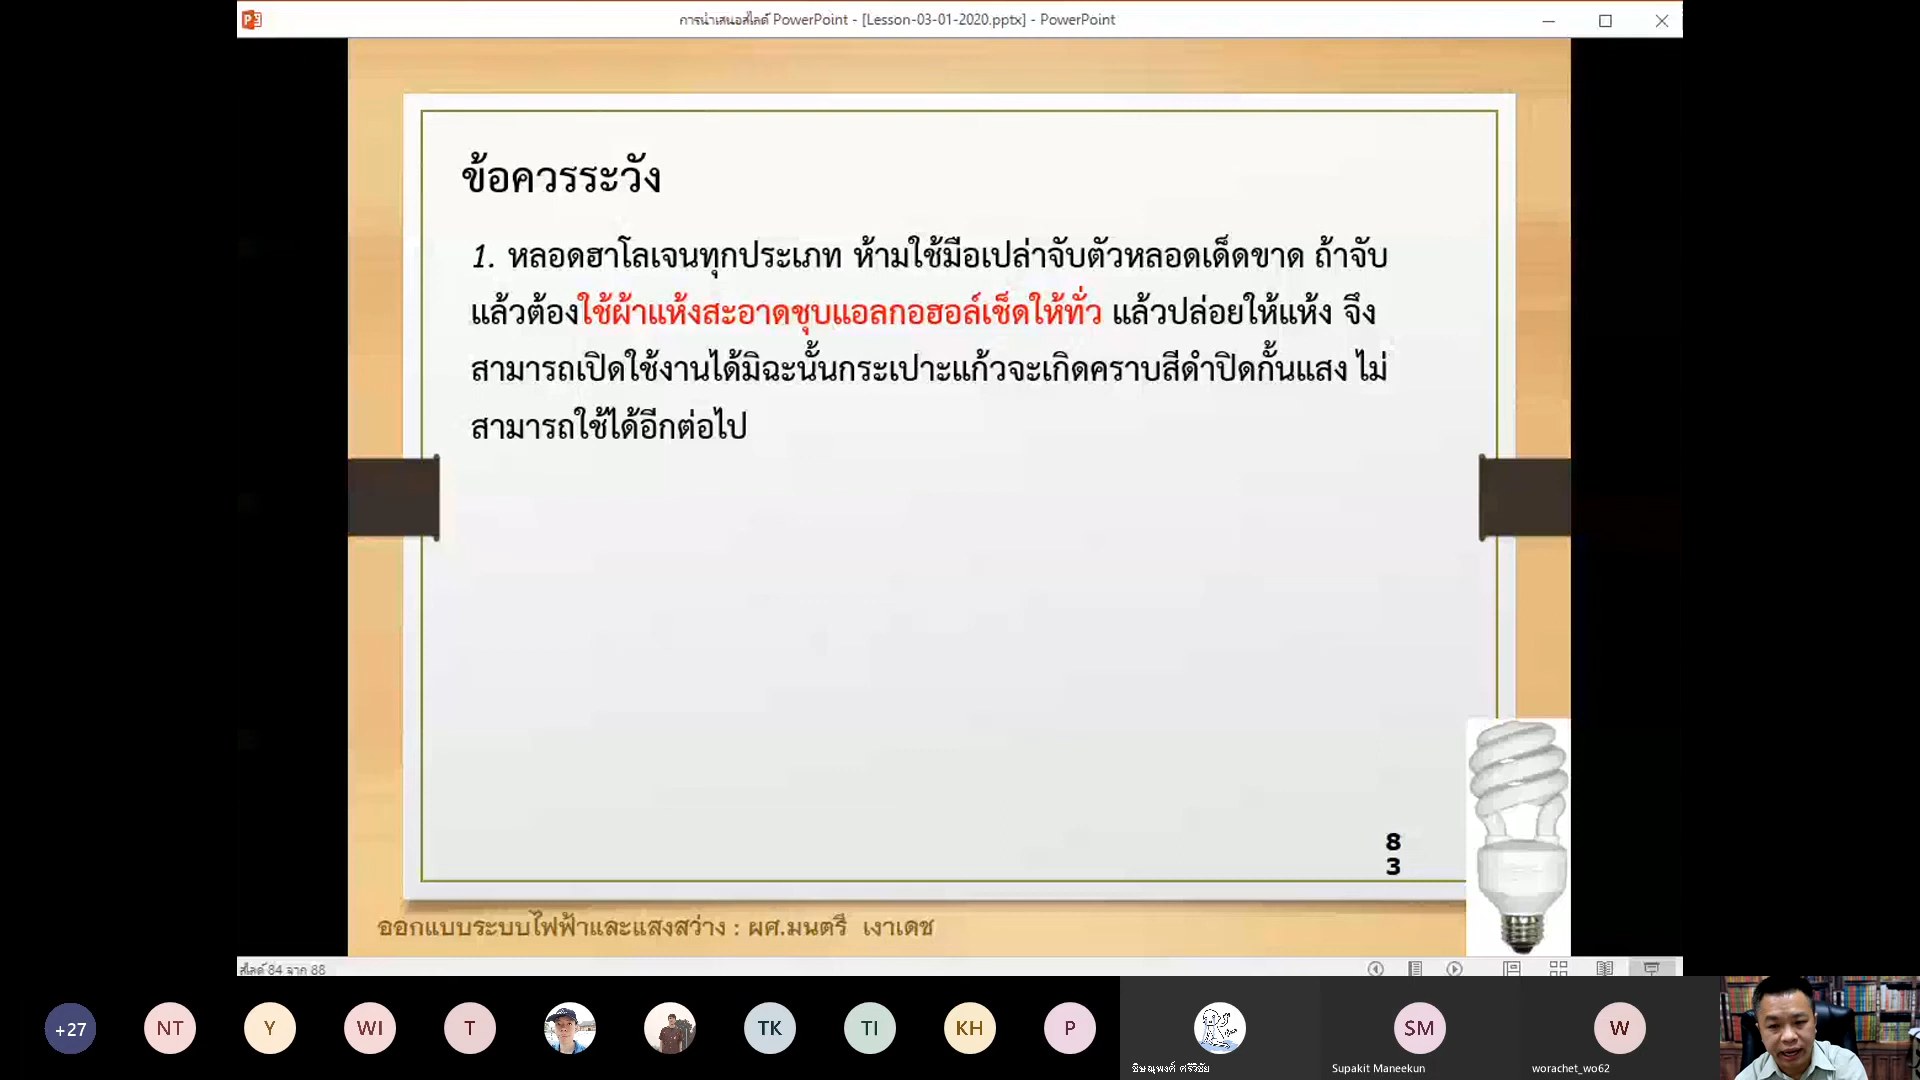 การนำเสนอสไลด์ PowerPoint - [Lesson-03-01-2020.pptx] - PowerPoint
ข้อควรระวัง
1. หลอดฮาโลเจนทุกประเภท ห้ามใช้มือเปล่าจับตัวหลอดเด็ดขาด ถ้าจับ
แล้วต้องใช้ผ้าแห้งสะอาดชุบแอลกอฮอล์เช็ดให้ทั่ว แล้วปล่อยให้แห้ง จึง
สามารถเปิดใช้งานได้มิฉะนั้นกระเปาะแก้วจะเกิดคราบสีดำปิดกั้นแสง ไม่
สามารถใช้ได้อีกต่อไป
8
3
ออกแบบระบบไฟฟ้าและแสงสว่าง : ผศ.มนตรี เงาเดช
สไลด์ 84 จาก 88
+27
NT
Y
WI
T
TK
TI
KH
P
SM
W
พิษณุพงศ์ ศรีวิชัย
Supakit Maneekun
worachet_wo62